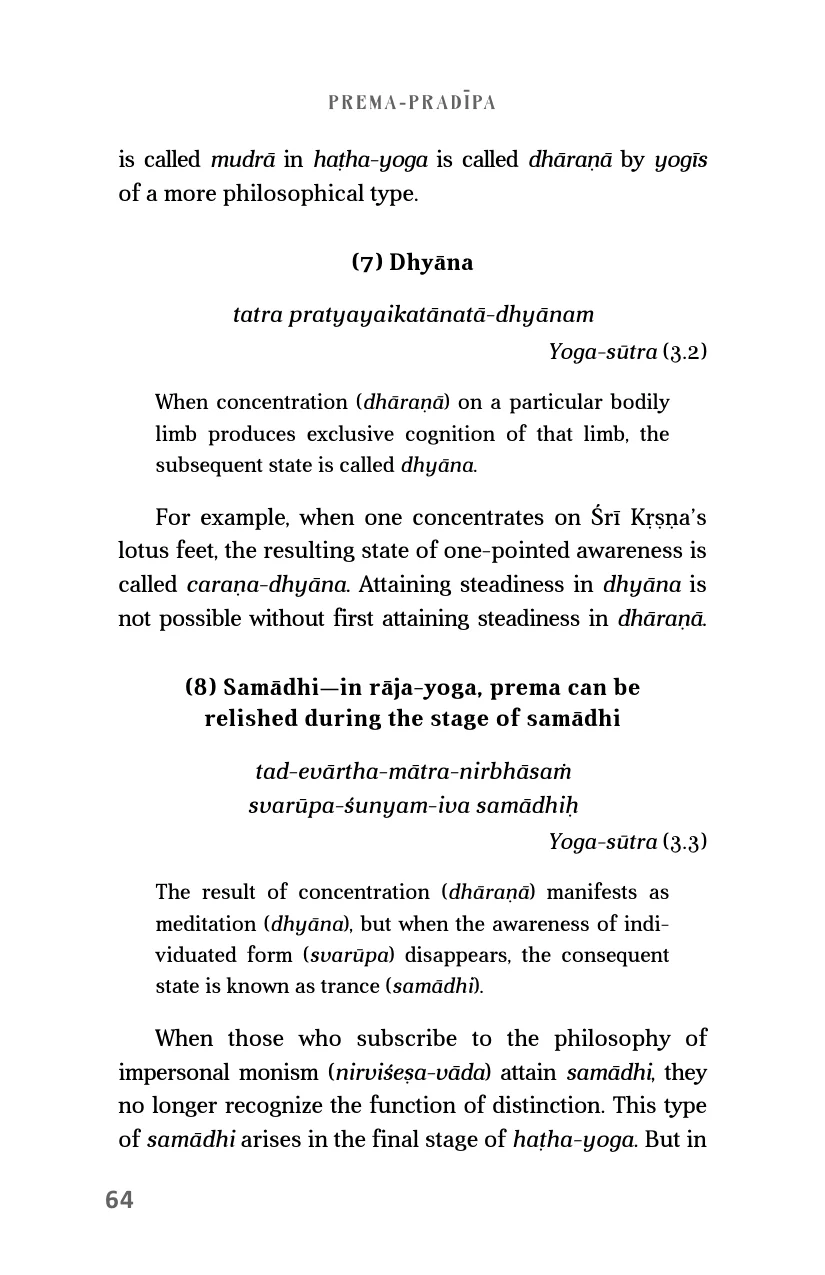 PREMA-PRADĪPA
is called mudrā in haṭha-yoga is called dhāraṇā by yogīs
of a more philosophical type.
(7) Dhyāna
tatra pratyayaikatānatā-dhyānam
Yoga-sūtra (3.2)
When concentration (dhāraṇā) on a particular bodily
limb produces exclusive cognition of that limb, the
subsequent state is called dhyāna.
For example, when one concentrates on Śrī Kṛṣṇa’s
lotus feet, the resulting state of one-pointed awareness is
called caraṇa-dhyāna. Attaining steadiness in dhyāna is
not possible without first attaining steadiness in dhāraṇā.
(8) Samādhi—in rāja-yoga, prema can be
relished during the stage of samādhi
tad-evārtha-mātra-nirbhāsaṁ
svarūpa-śunyam-iva samādhiḥ
Yoga-sūtra (3.3)
The result of concentration (dhāraṇā) manifests as
meditation (dhyāna), but when the awareness of indi-
viduated form (svarūpa) disappears, the consequent
state is known as trance (samādhi).
When those who subscribe to the philosophy of
impersonal monism (nirviśeṣa-vāda) attain samādhi, they
no longer recognize the function of distinction. This type
of samādhi arises in the final stage of haṭha-yoga. But in
64